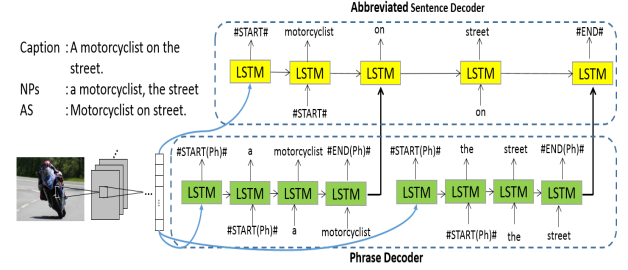 Abbreviated Sentence Decoder
#START# motorcyclist on street #END#
Caption : A motorcyclist on the
street.
NPs : a motorcyclist, the street
AS : Motorcyclist on street.
LSTM LSTM LSTM LSTM LSTM
#START# on
#START(Ph)# a motorcyclist #END(Ph)# #START(Ph)# the street #END(Ph)#
LSTM LSTM LSTM LSTM LSTM LSTM LSTM LSTM
#START(Ph)# a motorcyclist #START(Ph)# the street
Phrase Decoder